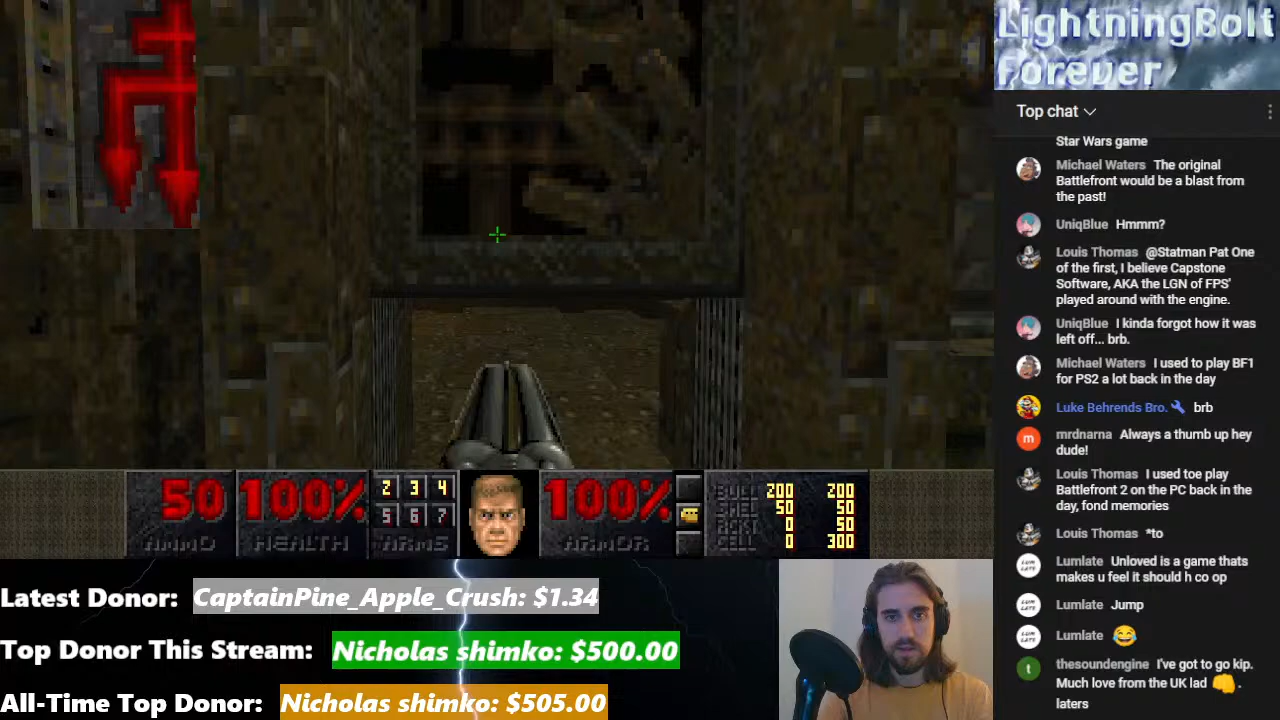 LightningBolt
Forever
Top chat
Star Wars game
Michael Waters The original
Battlefront would be a blast from
the past!
UniqBlue Hmmm?
Louis Thomas @Statman Pat One
of the first, I believe Capstone
Software, AKA the LGN of FPS'
played around with the engine.
UniqBlue I kinda forgot how it was
left off... brb.
Michael Waters I used to play BF1
for PS2 a lot back in the day
Luke Behrends Bro. brb
m mrdnarna Always a thumb up hey
dude!
Louis Thomas I used toe play
Battlefront 2 on the PC back in the
day, fond memories
Louis Thomas *to
Lumlate Unloved is a game thats
makes u feel it should h co op
Lumlate Jump
Lumlate 😂
t thesoundengine I've got to go kip.
Much love from the UK lad 👊.
laters
50 100% 2 3 4 100% BULL 200 200
5 6 7 SHEL 50 50
RCKT 0 50
AMMO HEALTH ARMS ARMOR CELL 0 300
Latest Donor: CaptainPine_Apple_Crush: $1.34
Top Donor This Stream: Nicholas shimko: $500.00
All-Time Top Donor: Nicholas shimko: $505.00